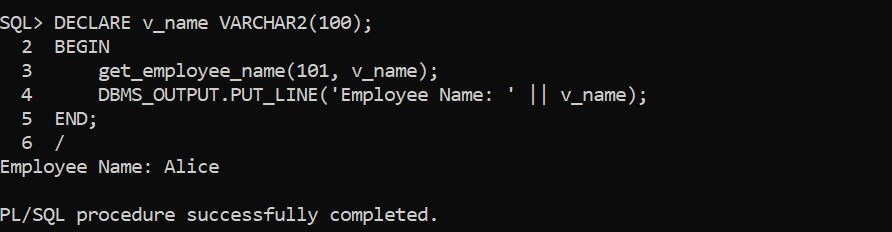 SQL> DECLARE v_name VARCHAR2(100);
  2  BEGIN
  3      get_employee_name(101, v_name);
  4      DBMS_OUTPUT.PUT_LINE('Employee Name: ' || v_name);
  5  END;
  6  /
Employee Name: Alice

PL/SQL procedure successfully completed.